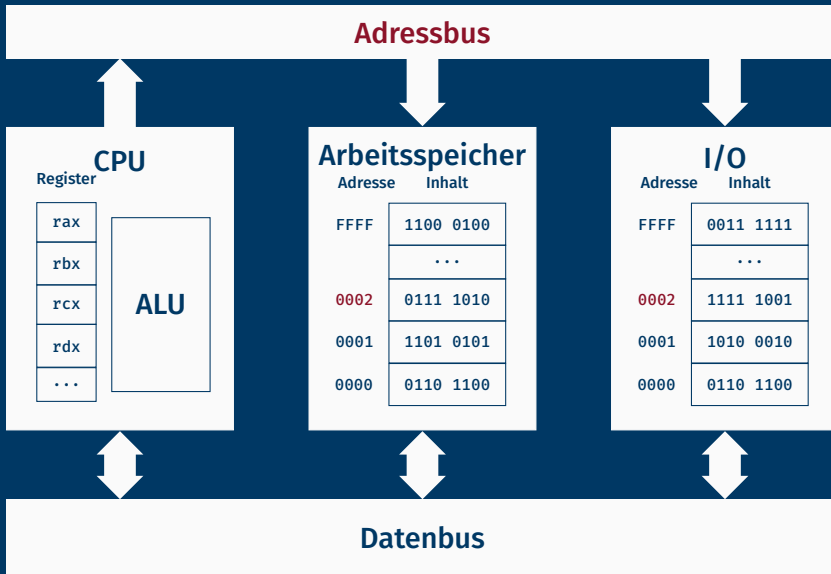 Adressbus
CPU
Register
rax
rbx
rcx
rdx
...
ALU
Arbeitsspeicher
Adresse Inhalt
FFFF 1100 0100
...
0002 0111 1010
0001 1101 0101
0000 0110 1100
I/O
Adresse Inhalt
FFFF 0011 1111
...
0002 1111 1001
0001 1010 0010
0000 0110 1100
Datenbus